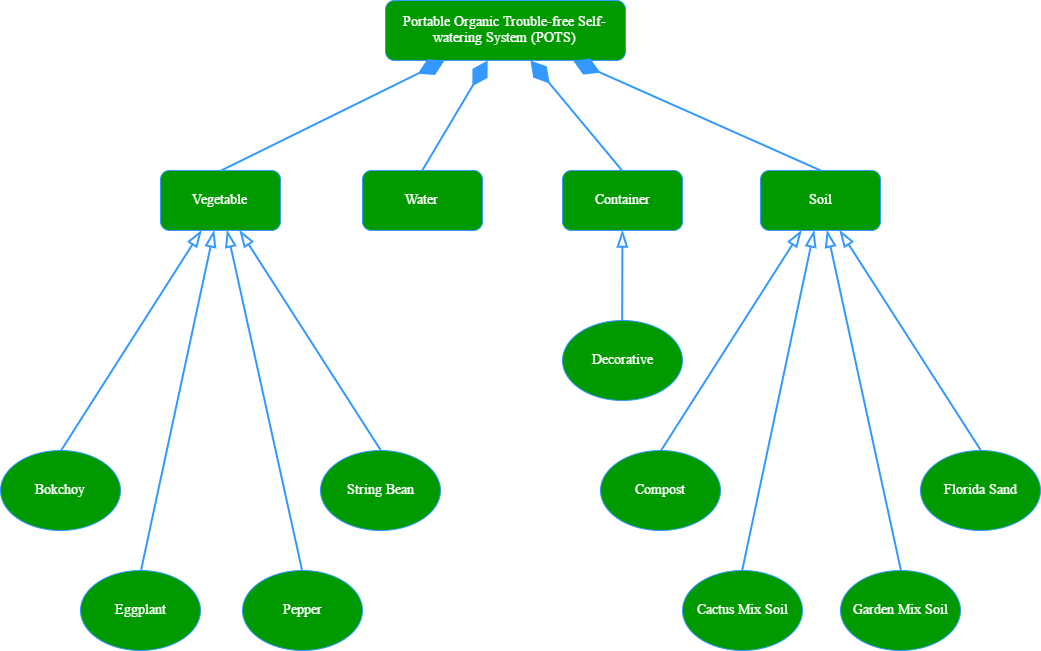 Portable Organic Trouble-free Self-
watering System (POTS)
Vegetable
Water
Container
Soil
Decorative
Bokchoy
String Bean
Compost
Florida Sand
Eggplant
Pepper
Cactus Mix Soil
Garden Mix Soil